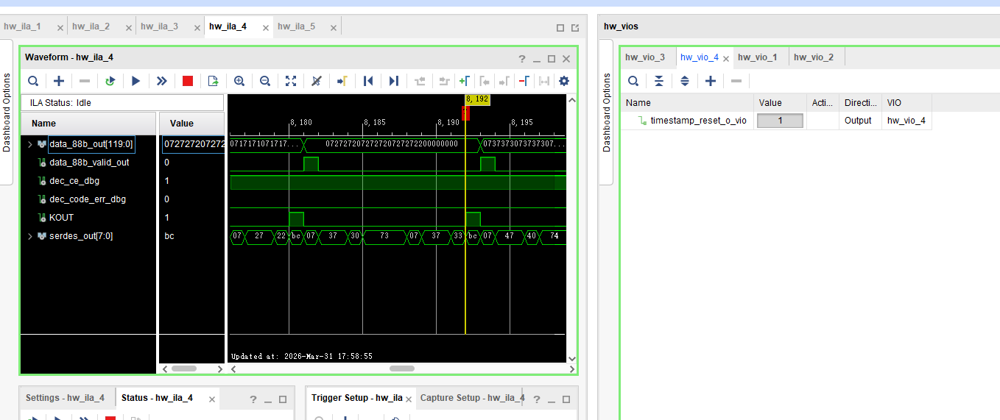 hw_ila_1 hw_ila_2 hw_ila_3 hw_ila_4 hw_ila_5
hw_vios
Dashboard Options
Waveform - hw_ila_4
ILA Status: Idle
Name Value
data_88b_out[119:0] 0727272072727
data_88b_valid_out 0
dec_ce_dbg 1
dec_code_err_dbg 0
KOUT 1
serdes_out[7:0] bc
8,192
8,180 8,185 8,190 8,195
0717171071717... 072727207272720727272200000000 0737373073737307...
07 27 22 bc 07 37 30 73 07 37 33 bc 07 47 40 74
Updated at: 2026-Mar-31 17:58:55
Settings - hw_ila_4 Status - hw_ila_4
Trigger Setup - hw_ila Capture Setup - hw_ila_4
Dashboard Options
hw_vio_3 hw_vio_4 hw_vio_1 hw_vio_2
Name Value Acti... Directi... VIO
timestamp_reset_o_vio 1 Output hw_vio_4